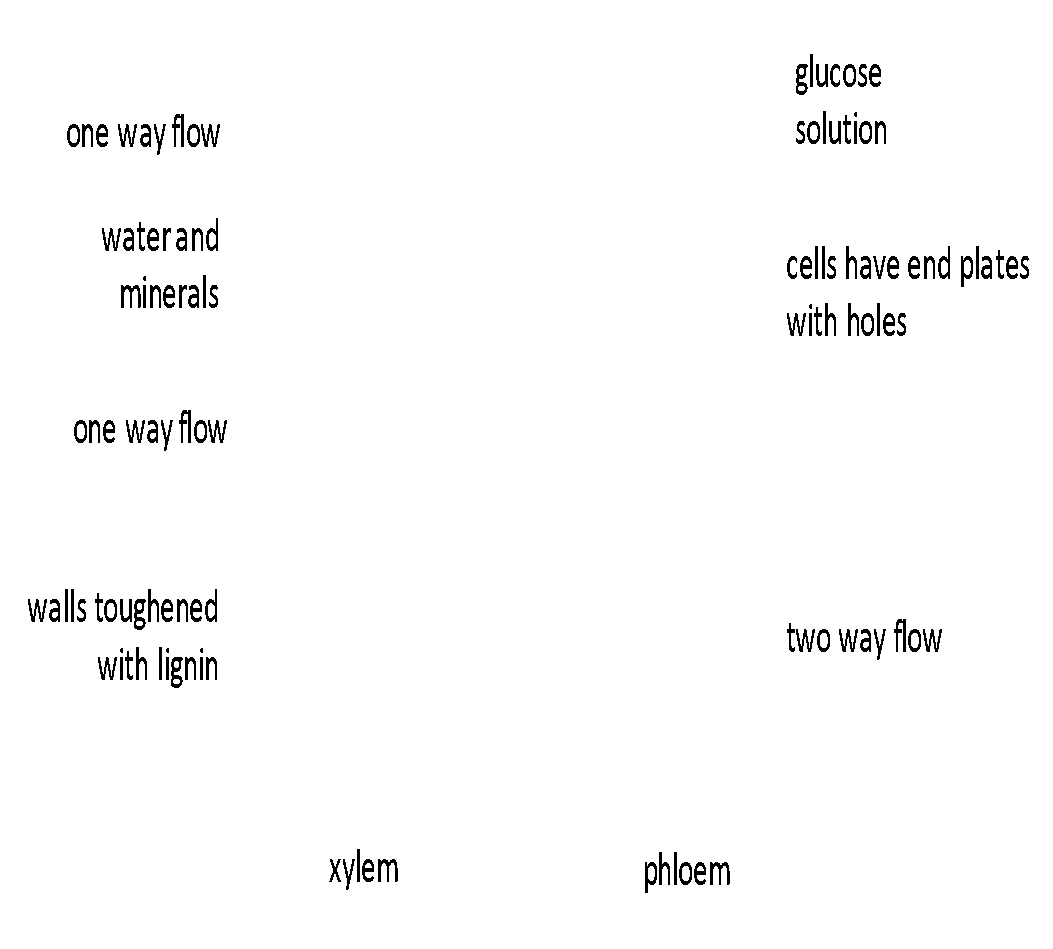 one way flow
water and
minerals
one way flow
walls toughened
with lignin
glucose
solution
cells have end plates
with holes
two way flow
xylem
phloem